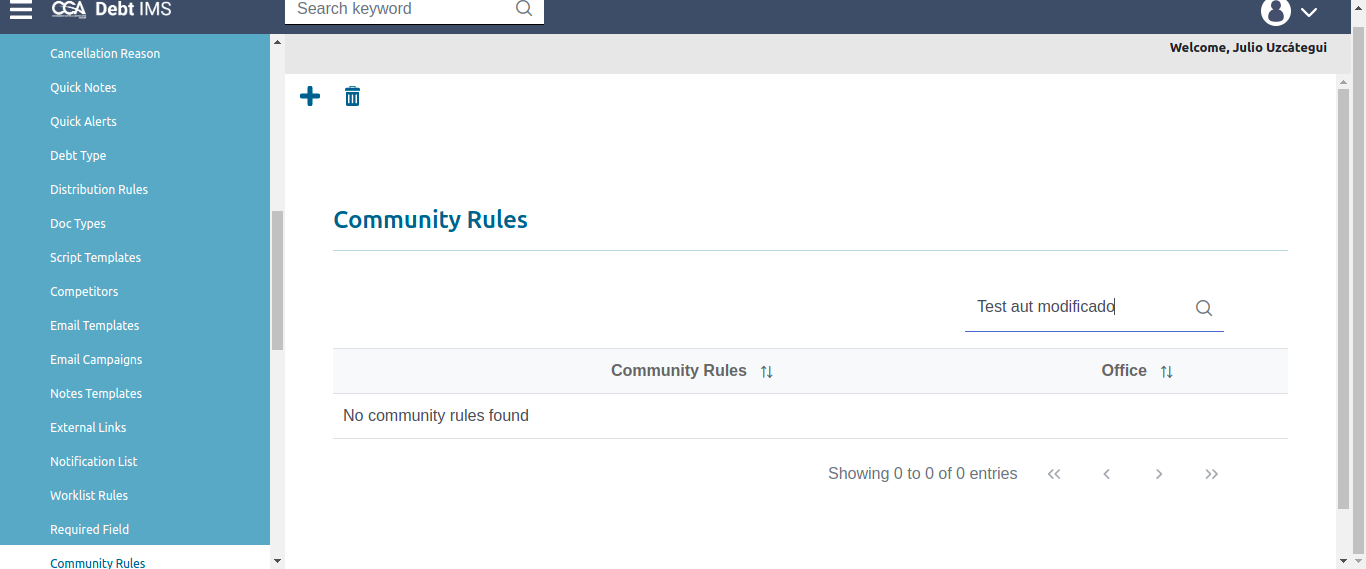 CGA Debt IMS
Search keyword
Welcome, Julio Uzcátegui
Cancellation Reason
Quick Notes
Quick Alerts
Debt Type
Distribution Rules
Doc Types
Script Templates
Competitors
Email Templates
Email Campaigns
Notes Templates
External Links
Notification List
Worklist Rules
Required Field
Community Rules
Community Rules
Test aut modificado
Community Rules Office
No community rules found
Showing 0 to 0 of 0 entries